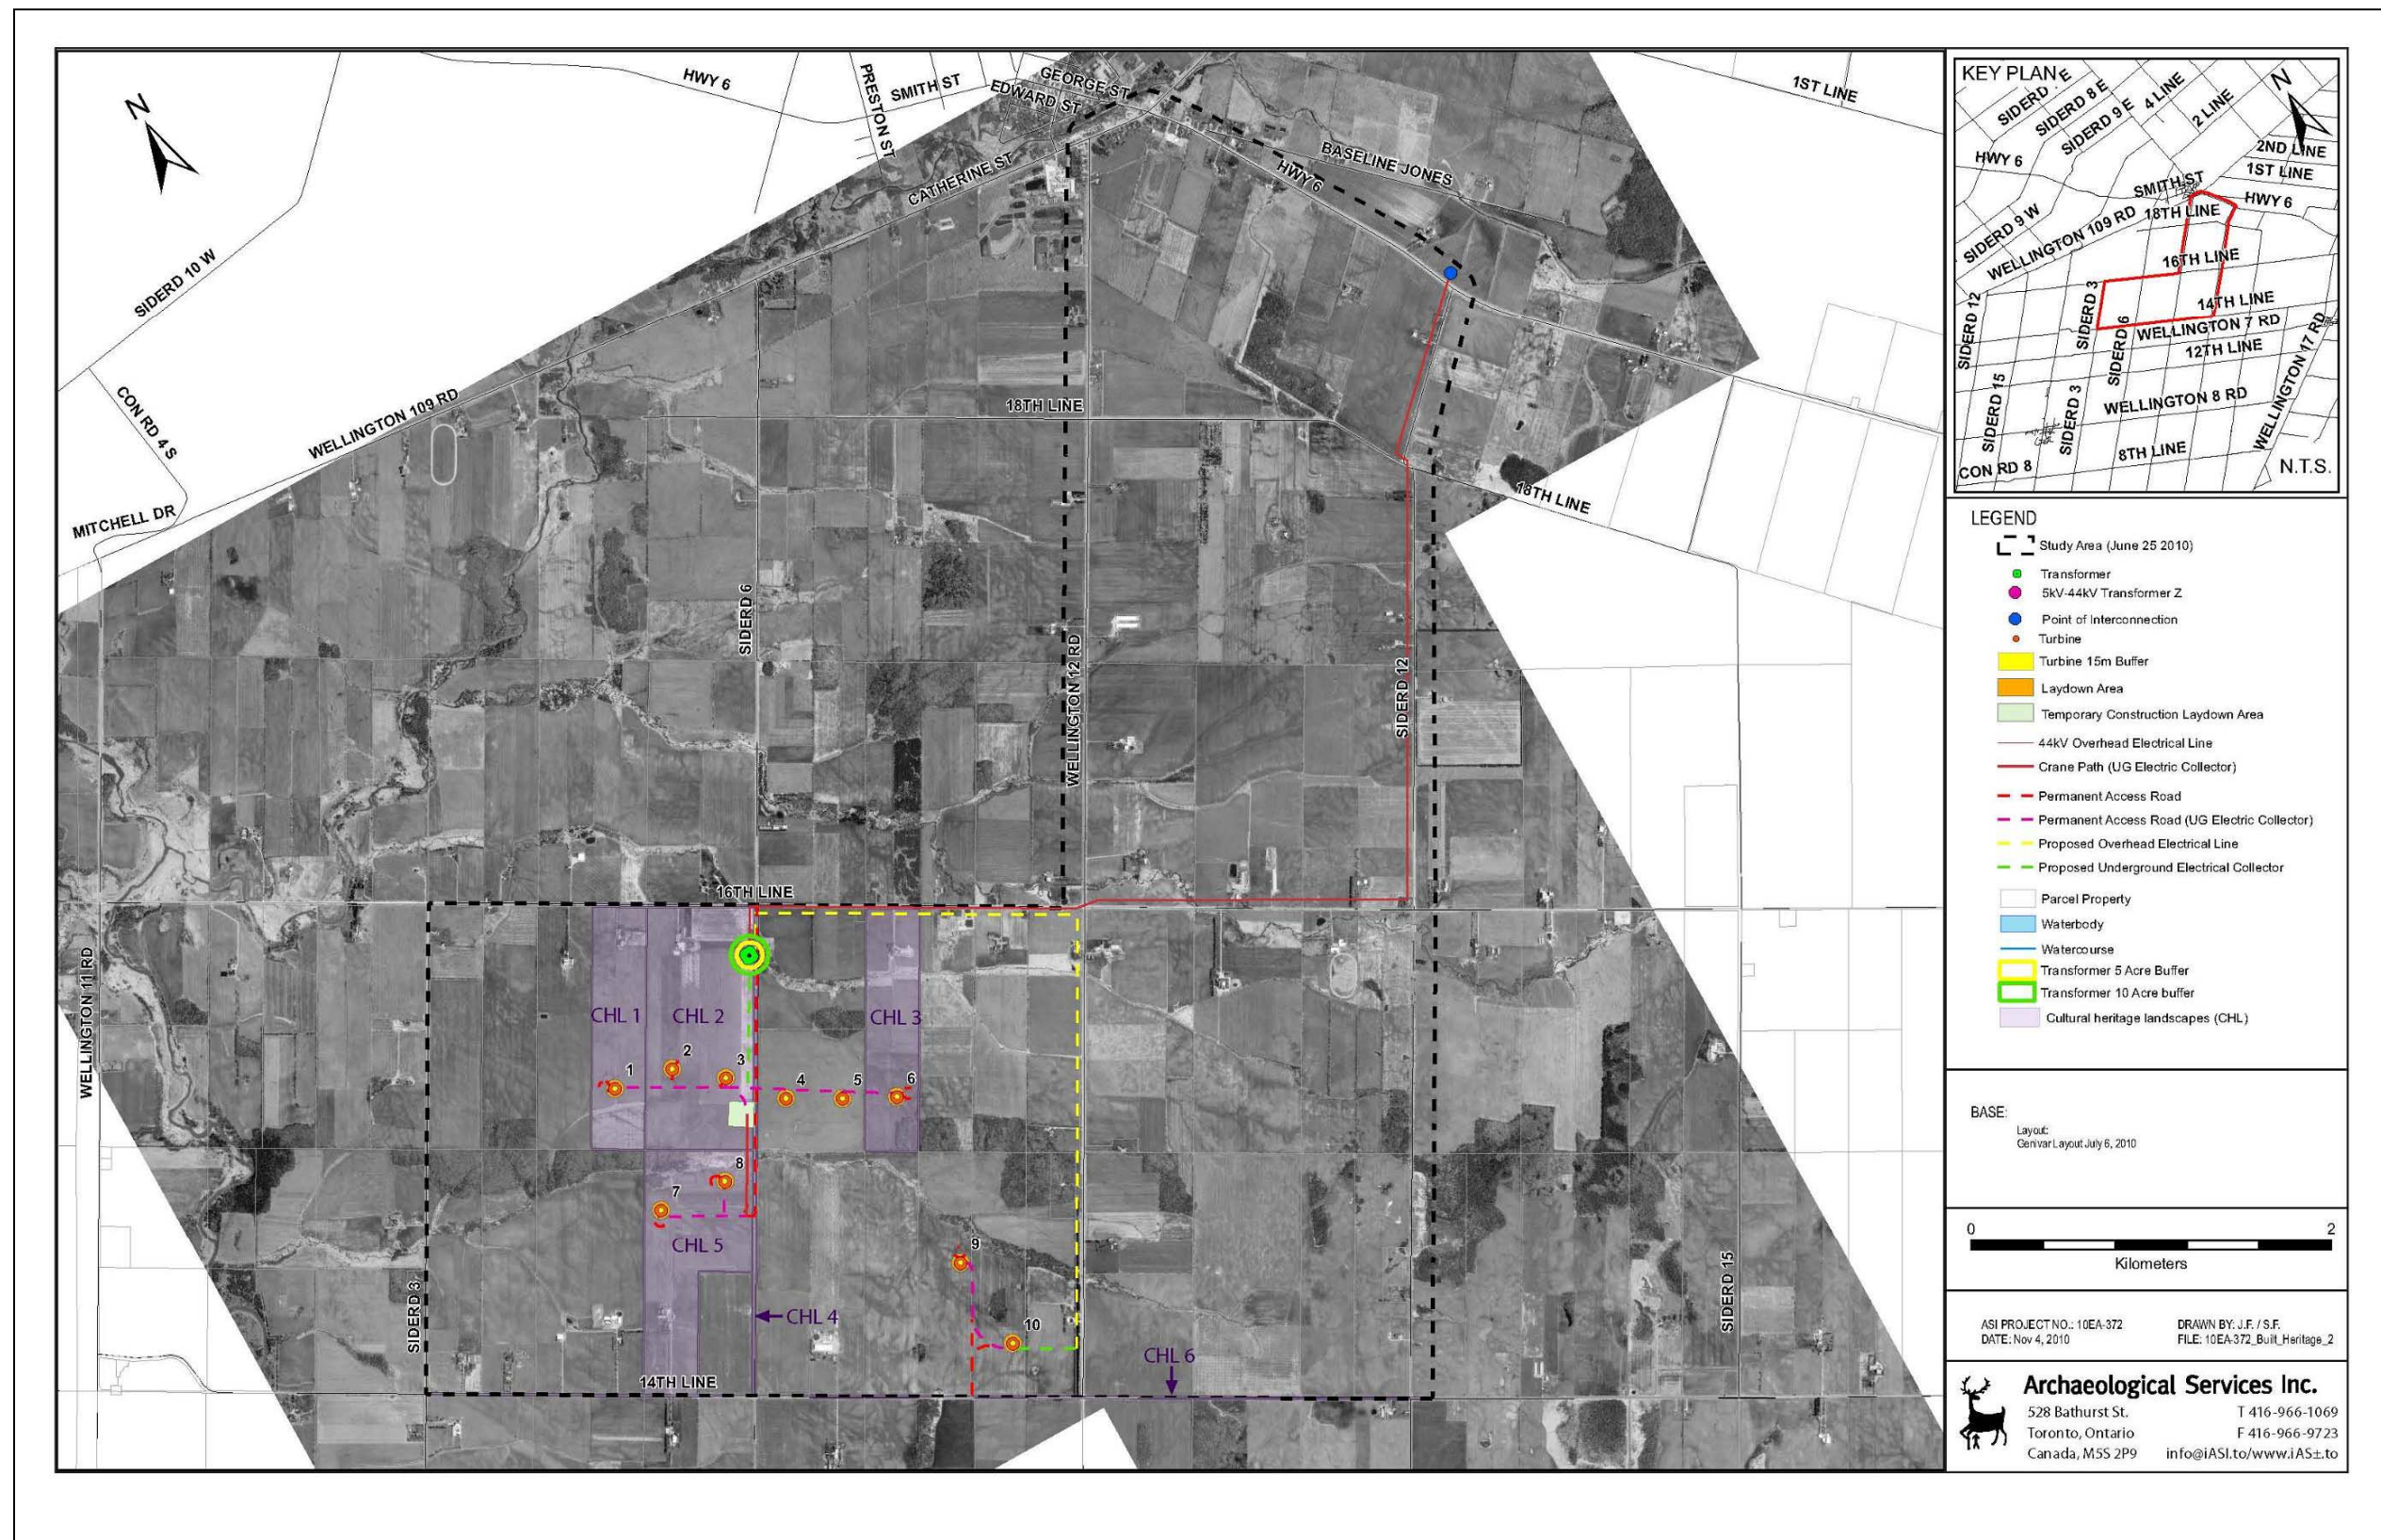 HWY 6
PRESTON ST
SMITH ST
GEORGE ST
EDWARD ST
1ST LINE
N
CATHERINE ST
BASELINE JONES
HWY 6
SIDERD 10 W
CON RD 4 S
WELLINGTON 109 RD
18TH LINE
MITCHELL DR
18TH LINE
SIDERD 6
WELLINGTON 12 RD
SIDERD 12
16TH LINE
WELLINGTON 11 RD
CHL 1
CHL 2
CHL 3
1
2
3
4
5
6
7
8
CHL 5
9
SIDERD 3
CHL 4
10
SIDERD 15
CHL 6
14TH LINE
KEY PLAN
N
SIDERD 8 E
SIDERD 9 E
4 LINE
2 LINE
HWY 6
2ND LINE
1ST LINE
SMITH ST
HWY 6
18TH LINE
SIDERD 9 W
WELLINGTON 109 RD
16TH LINE
SIDERD 12
SIDERD 3
14TH LINE
SIDERD 6
WELLINGTON 7 RD
12TH LINE
WELLINGTON 17 RD
SIDERD 15
SIDERD 3
WELLINGTON 8 RD
8TH LINE
CON RD 8
N.T.S.
LEGEND
Study Area (June 25 2010)
Transformer
5kV-44kV Transformer Z
Point of Interconnection
Turbine
Turbine 15m Buffer
Laydown Area
Temporary Construction Laydown Area
44kV Overhead Electrical Line
Crane Path (UG Electric Collector)
Permanent Access Road
Permanent Access Road (UG Electric Collector)
Proposed Overhead Electrical Line
Proposed Underground Electrical Collector
Parcel Property
Waterbody
Watercourse
Transformer 5 Acre Buffer
Transformer 10 Acre buffer
Cultural heritage landscapes (CHL)
BASE:
Layout:
Genivar Layout July 6, 2010
0 2
Kilometers
ASI PROJECT NO.: 10EA-372 DRAWN BY: J.F. / S.F.
DATE: Nov 4, 2010 FILE: 10EA-372_Built_Heritage_2
Archaeological Services Inc.
528 Bathurst St. T 416-966-1069
Toronto, Ontario F 416-966-9723
Canada, M5S 2P9 info@iASI.to/www.iAS±.to